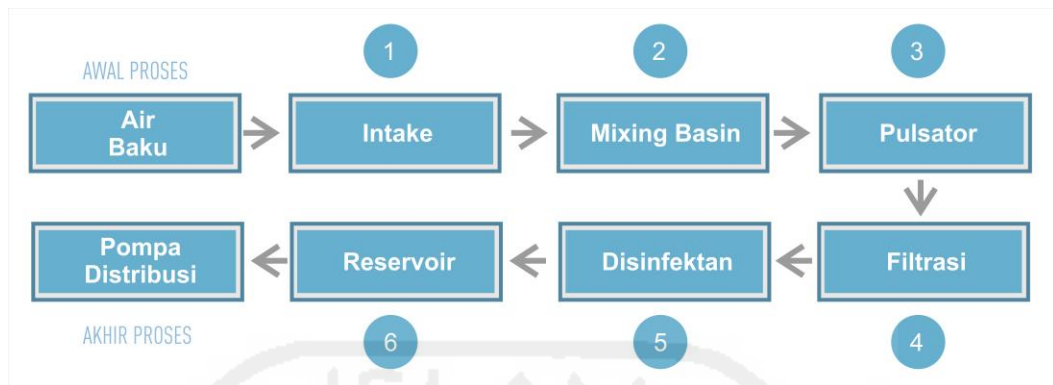 1
2
3
AWAL PROSES
Air
Baku
Intake
Mixing Basin
Pulsator
Pompa
Distribusi
Reservoir
Disinfektan
Filtrasi
AKHIR PROSES
6
5
4